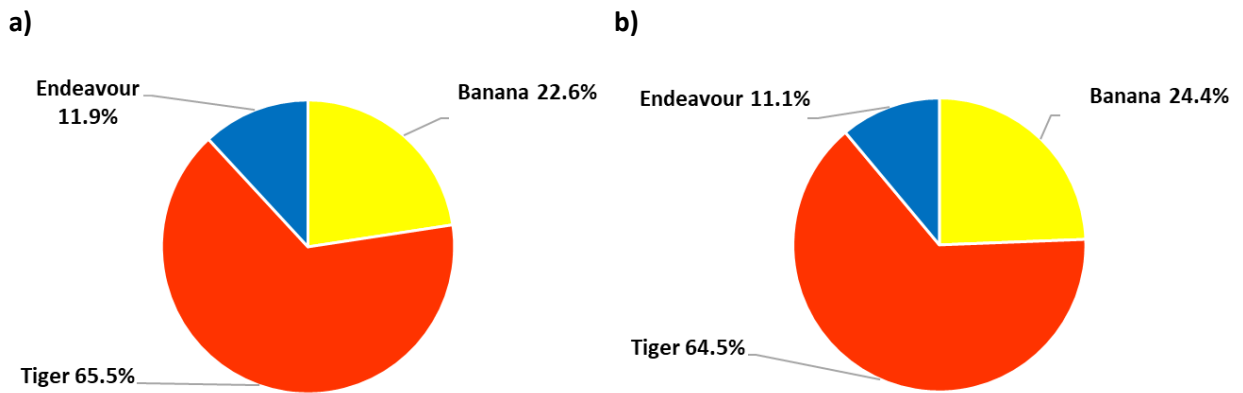 a)
Endeavour
11.9%
Banana 22.6%
Tiger 65.5%
b)
Endeavour 11.1%
Banana 24.4%
Tiger 64.5%